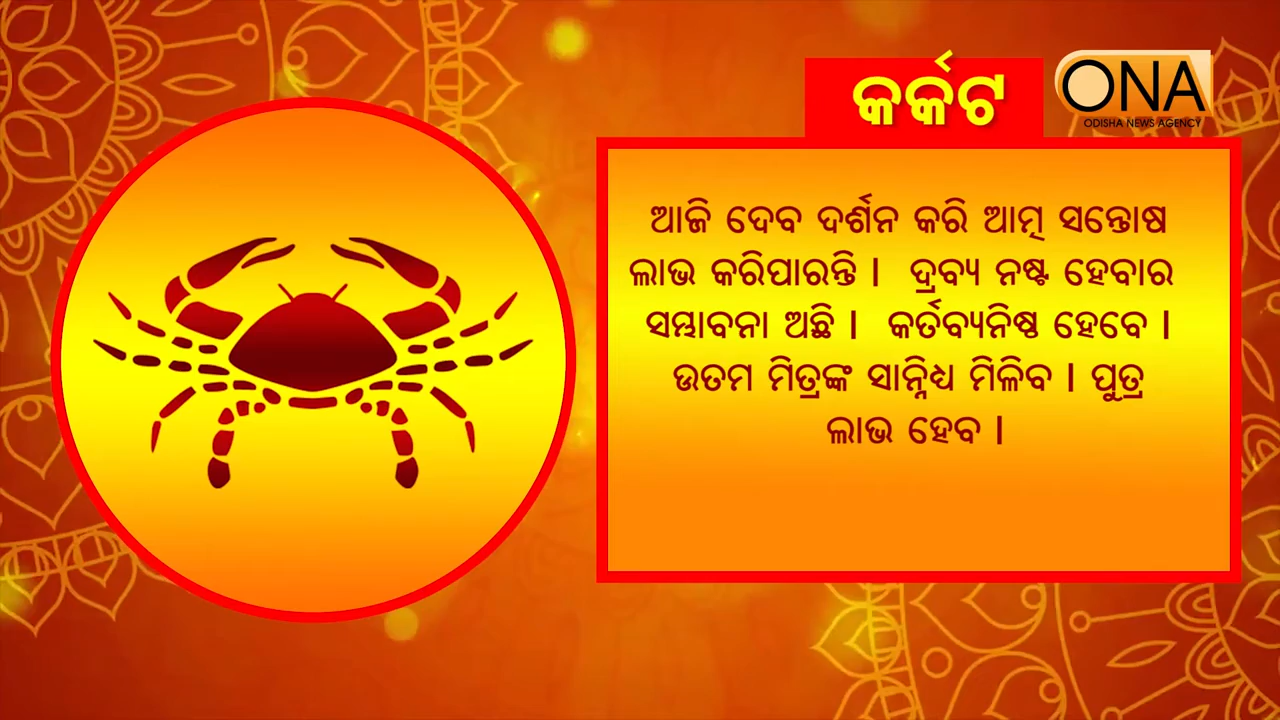 କର୍କଟ
ONA
ODISHA NEWS AGENCY
ଆଜି ଦେବ ଦର୍ଶନ କରି ଆତ୍ମ ସନ୍ତୋଷ
ଲାଭ କରିପାରନ୍ତି । ଦ୍ରବ୍ୟ ନଷ୍ଟ ହେବାର
ସମ୍ଭାବନା ଅଛି । କର୍ତବ୍ୟନିଷ୍ଠ ହେବେ ।
ଉତମ ମିତ୍ରଙ୍କ ସାନ୍ନିଧ୍ୟ ମିଳିବ । ପୁତ୍ର
ଲାଭ ହେବ ।